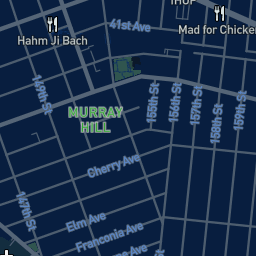 IHOP
41st Ave
Hahm Ji Bach
Mad for Chicken
149th St
MURRAY
HILL
155th St
156th St
157th St
158th St
159th St
Cherry Ave
147th St
Elm Ave
Franconia Ave